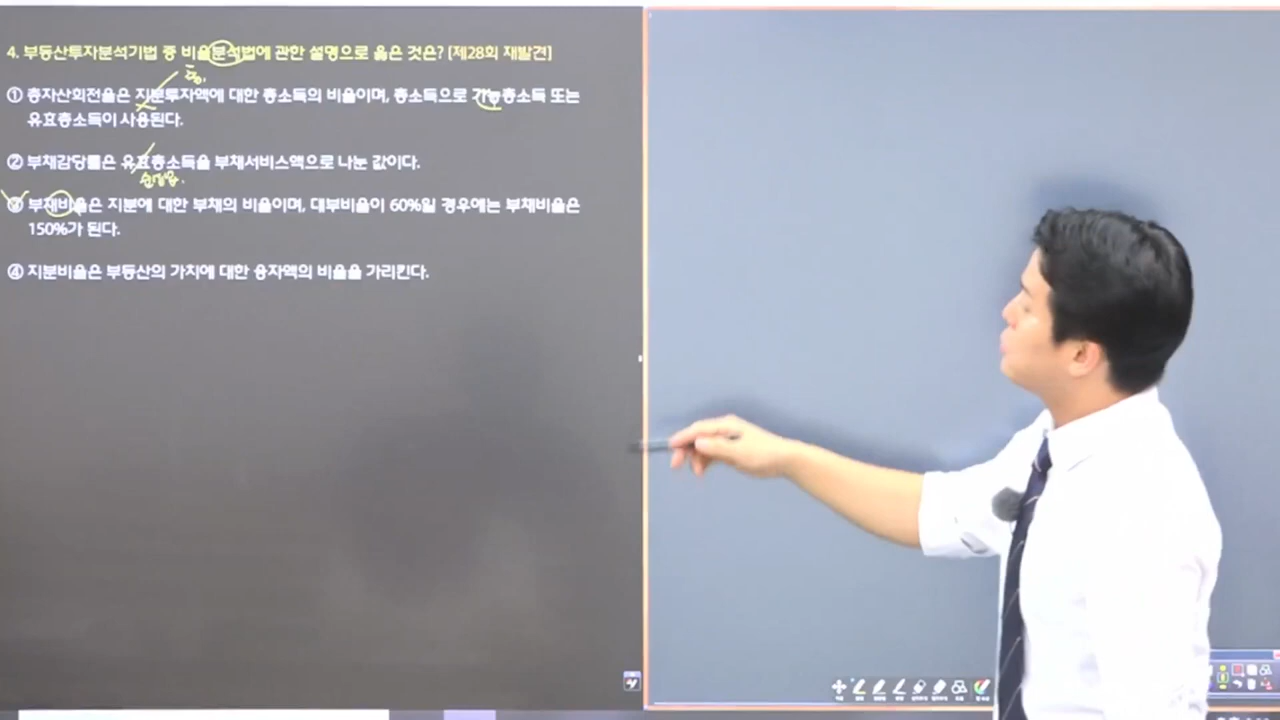 4. 부동산투자분석기법 중 비율분석법에 관한 설명으로 옳은 것은? [제28회 재발견]
총.
① 총자산회전율은 지분투자액에 대한 총소득의 비율이며, 총소득으로 가능총소득 또는
유효총소득이 사용된다.
② 부채감당률은 유효총소득을 부채서비스액으로 나눈 값이다.
순영업.
③ 부채비율은 지분에 대한 부채의 비율이며, 대부비율이 60%일 경우에는 부채비율은
150%가 된다.
④ 지분비율은 부동산의 가치에 대한 융자액의 비율을 가리킨다.